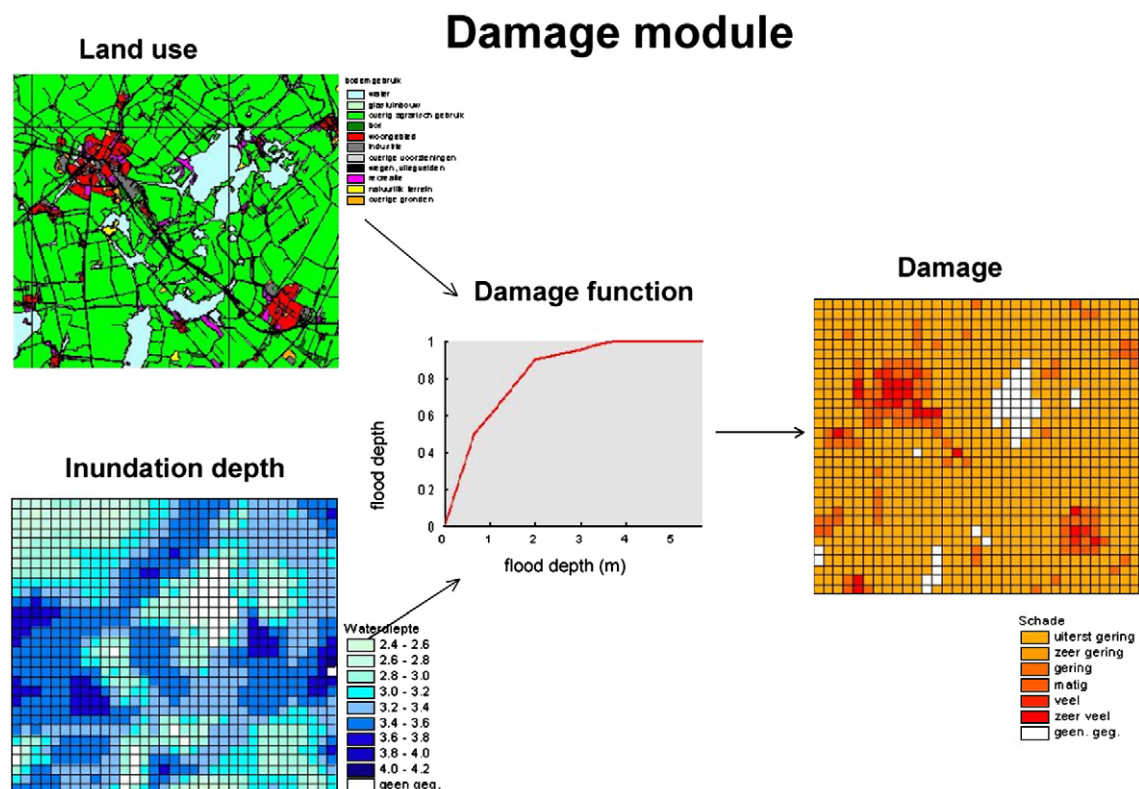 Damage module
Land use
bodemgebruik
water
glastuinbouw
overig agrarisch gebruik
bos
woongebied
industrie
overige voorzieningen
wegen, vliegvelden
recreatie
natuurlijk terrein
overige gronden
Damage function
1
0 8
0 6
0 4
0 2
0
flood depth
0 1 2 3 4 5
flood depth (m)
Inundation depth
Waterdiepte
2.4 - 2.6
2.6 - 2.8
2.8 - 3.0
3.0 - 3.2
3.2 - 3.4
3.4 - 3.6
3.6 - 3.8
3.8 - 4.0
4.0 - 4.2
geen geg.
Damage
Schade
uiterst gering
zeer gering
gering
matig
veel
zeer veel
geen. geg.